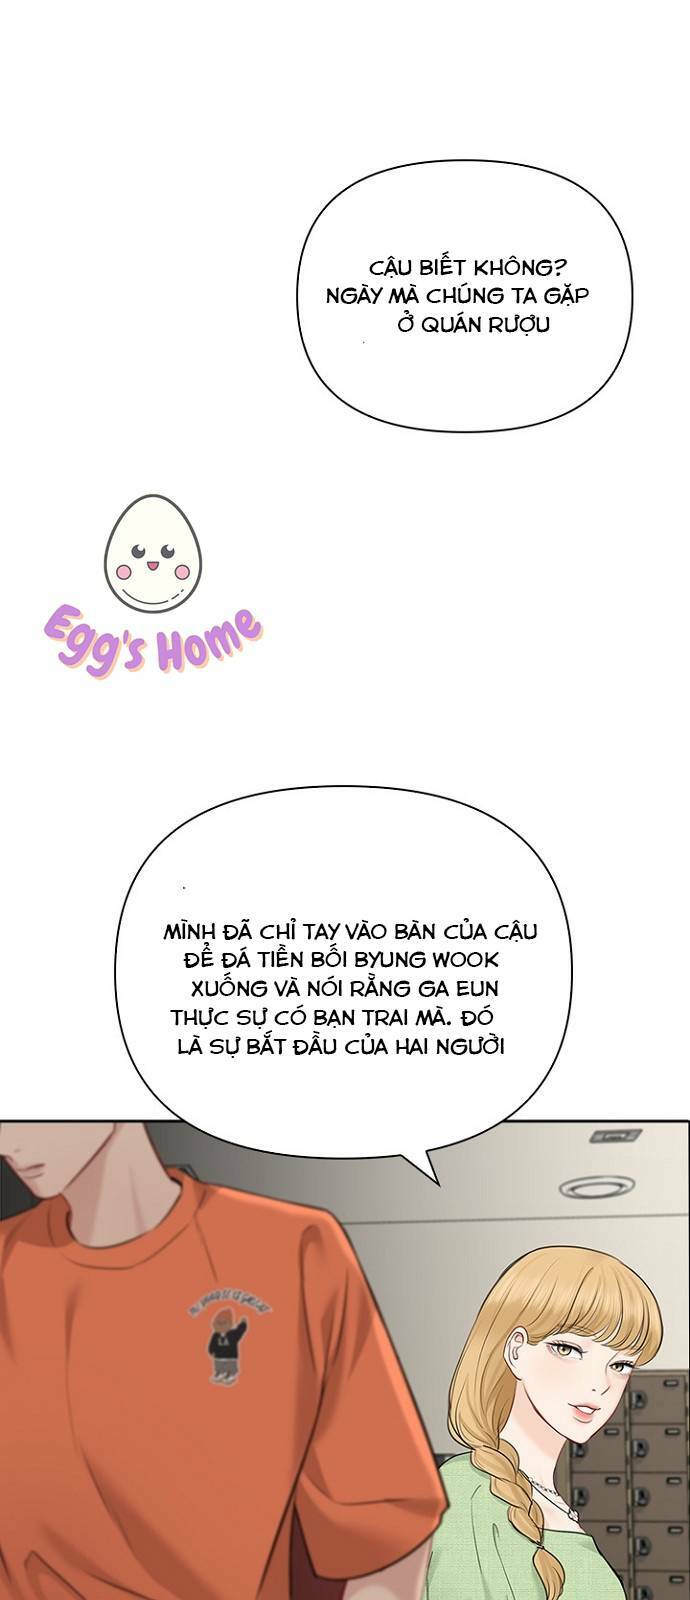 CẬU BIẾT KHÔNG?
NGÀY MÀ CHÚNG TA GẶP
Ở QUÁN RƯỢU
Egg's Home
MÌNH ĐÃ CHỈ TAY VÀO BÀN CỦA CẬU
ĐỂ ĐÁ TIỀN BỐI BYUNG WOOK
XUỐNG VÀ NÓI RẰNG GA EUN
THỰC SỰ CÓ BẠN TRAI MÀ. ĐÓ
LÀ SỰ BẮT ĐẦU CỦA HAI NGƯỜI